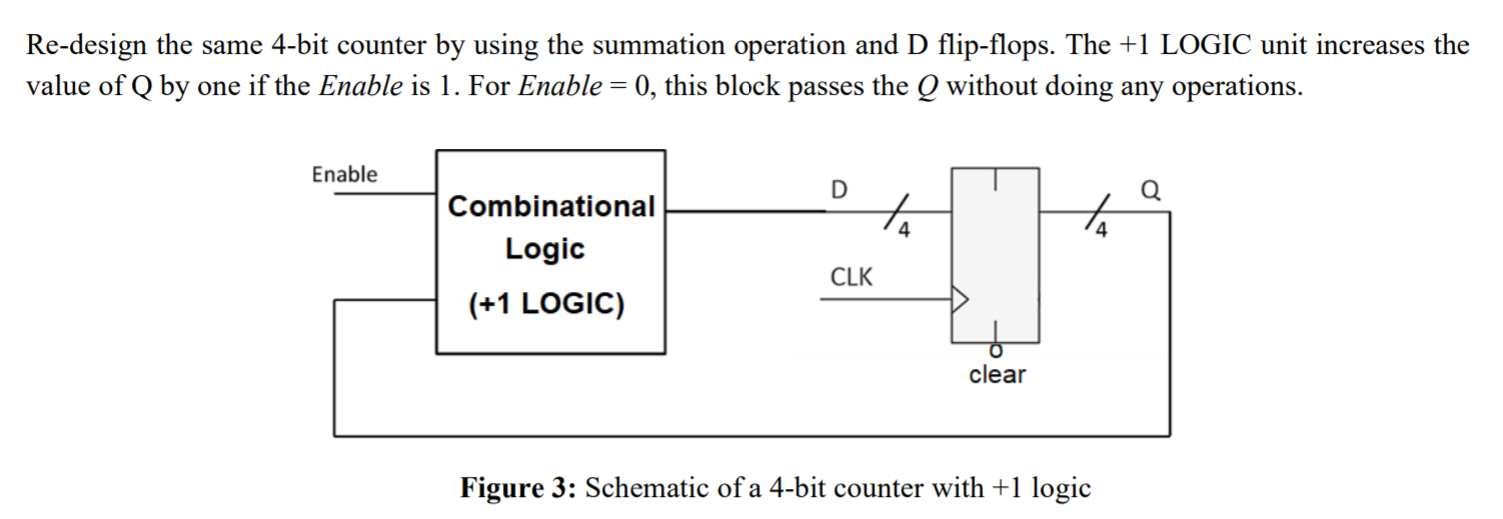 Re-design the same 4-bit counter by using the summation operation and D flip-flops. The +1 LOGIC unit increases the
value of Q by one if the Enable is 1. For Enable = 0, this block passes the Q without doing any operations.
Enable
Combinational
Logic
(+1 LOGIC)
D
4
CLK
clear
4
Q
Figure 3: Schematic of a 4-bit counter with +1 logic